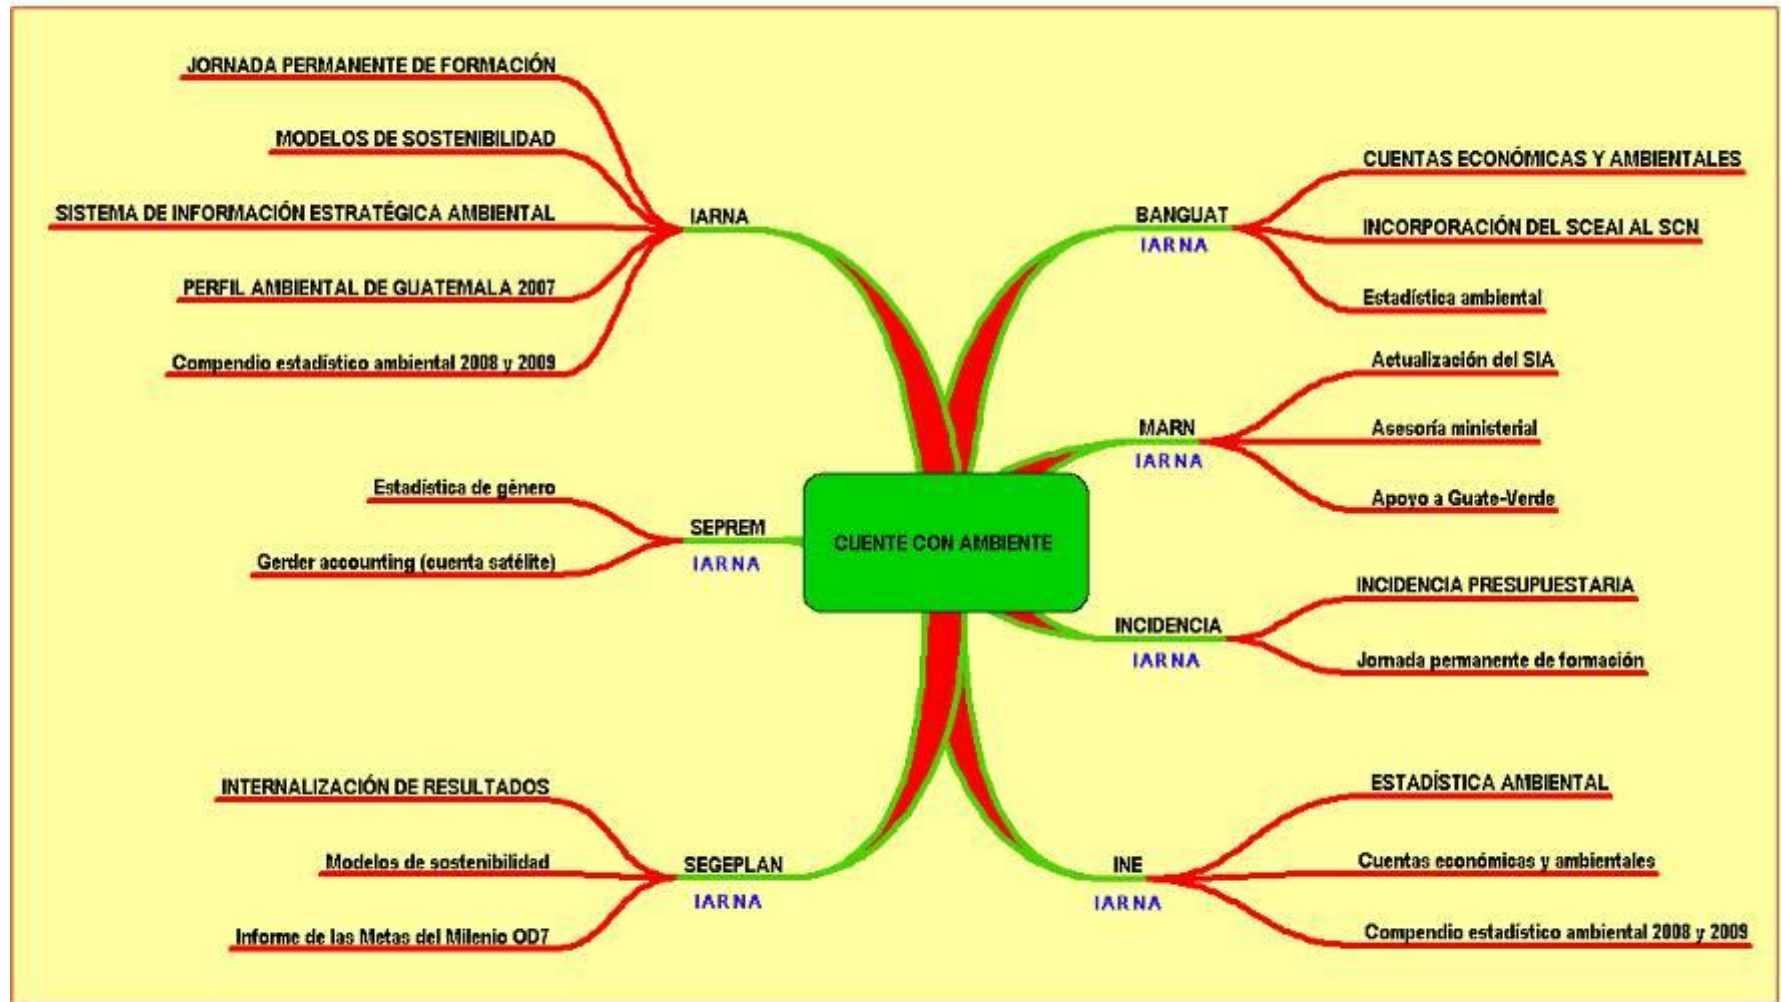 JORNADA PERMANENTE DE FORMACIÓN
MODELOS DE SOSTENIBILIDAD
SISTEMA DE INFORMACIÓN ESTRATÉGICA AMBIENTAL
PERFIL AMBIENTAL DE GUATEMALA 2007
Compendio estadístico ambiental 2008 y 2009
IARNA
Estadística de género
Gerder accounting (cuenta satélite)
SEPREM
IARNA
INTERNALIZACIÓN DE RESULTADOS
Modelos de sostenibilidad
Informe de las Metas del Milenio OD7
SEGEPLAN
IARNA
CUENTE CON AMBIENTE
BANGUAT
IARNA
CUENTAS ECONÓMICAS Y AMBIENTALES
INCORPORACIÓN DEL SCEAI AL SCN
Estadística ambiental
MARN
IARNA
Actualización del SIA
Asesoría ministerial
Apoyo a Guate-Verde
INCIDENCIA
IARNA
INCIDENCIA PRESUPUESTARIA
Jornada permanente de formación
INE
IARNA
ESTADÍSTICA AMBIENTAL
Cuentas económicas y ambientales
Compendio estadístico ambiental 2008 y 2009